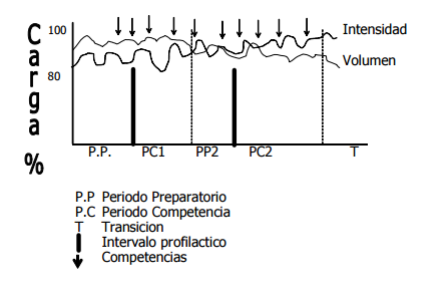 Carga
%
100
80
Intensidad
Volumen
P.P. PC1 PP2 PC2 T
P.P Periodo Preparatorio
P.C Periodo Competencia
T Transicion
Intervalo profilactico
Competencias